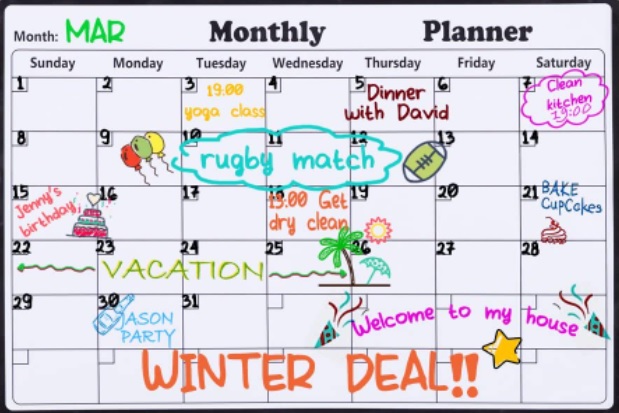 Month: MAR Monthly Planner
Sunday Monday Tuesday Wednesday Thursday Friday Saturday
1 2 3 4 5 6 7
19:00
yoga class
Dinner
with David
Clean
kitchen
19:00
8 9 10 11 12 13 14
rugby match
15 16 17 18 19 20 21
Jenny's
birthday
Get
dry clean
BAKE
CupCakes
22 23 24 25 26 27 28
VACATION
29 30 31
JASON
PARTY
Welcome to my house
WINTER DEAL!!